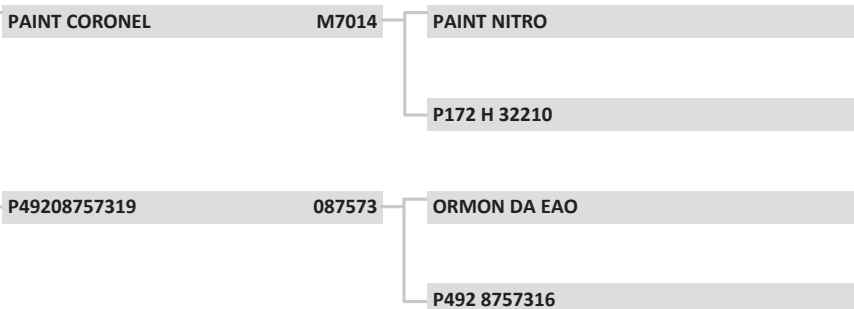 PAINT CORONEL M7014 PAINT NITRO
P172 H 32210
P49208757319 087573 ORMON DA EAO
P492 8757316